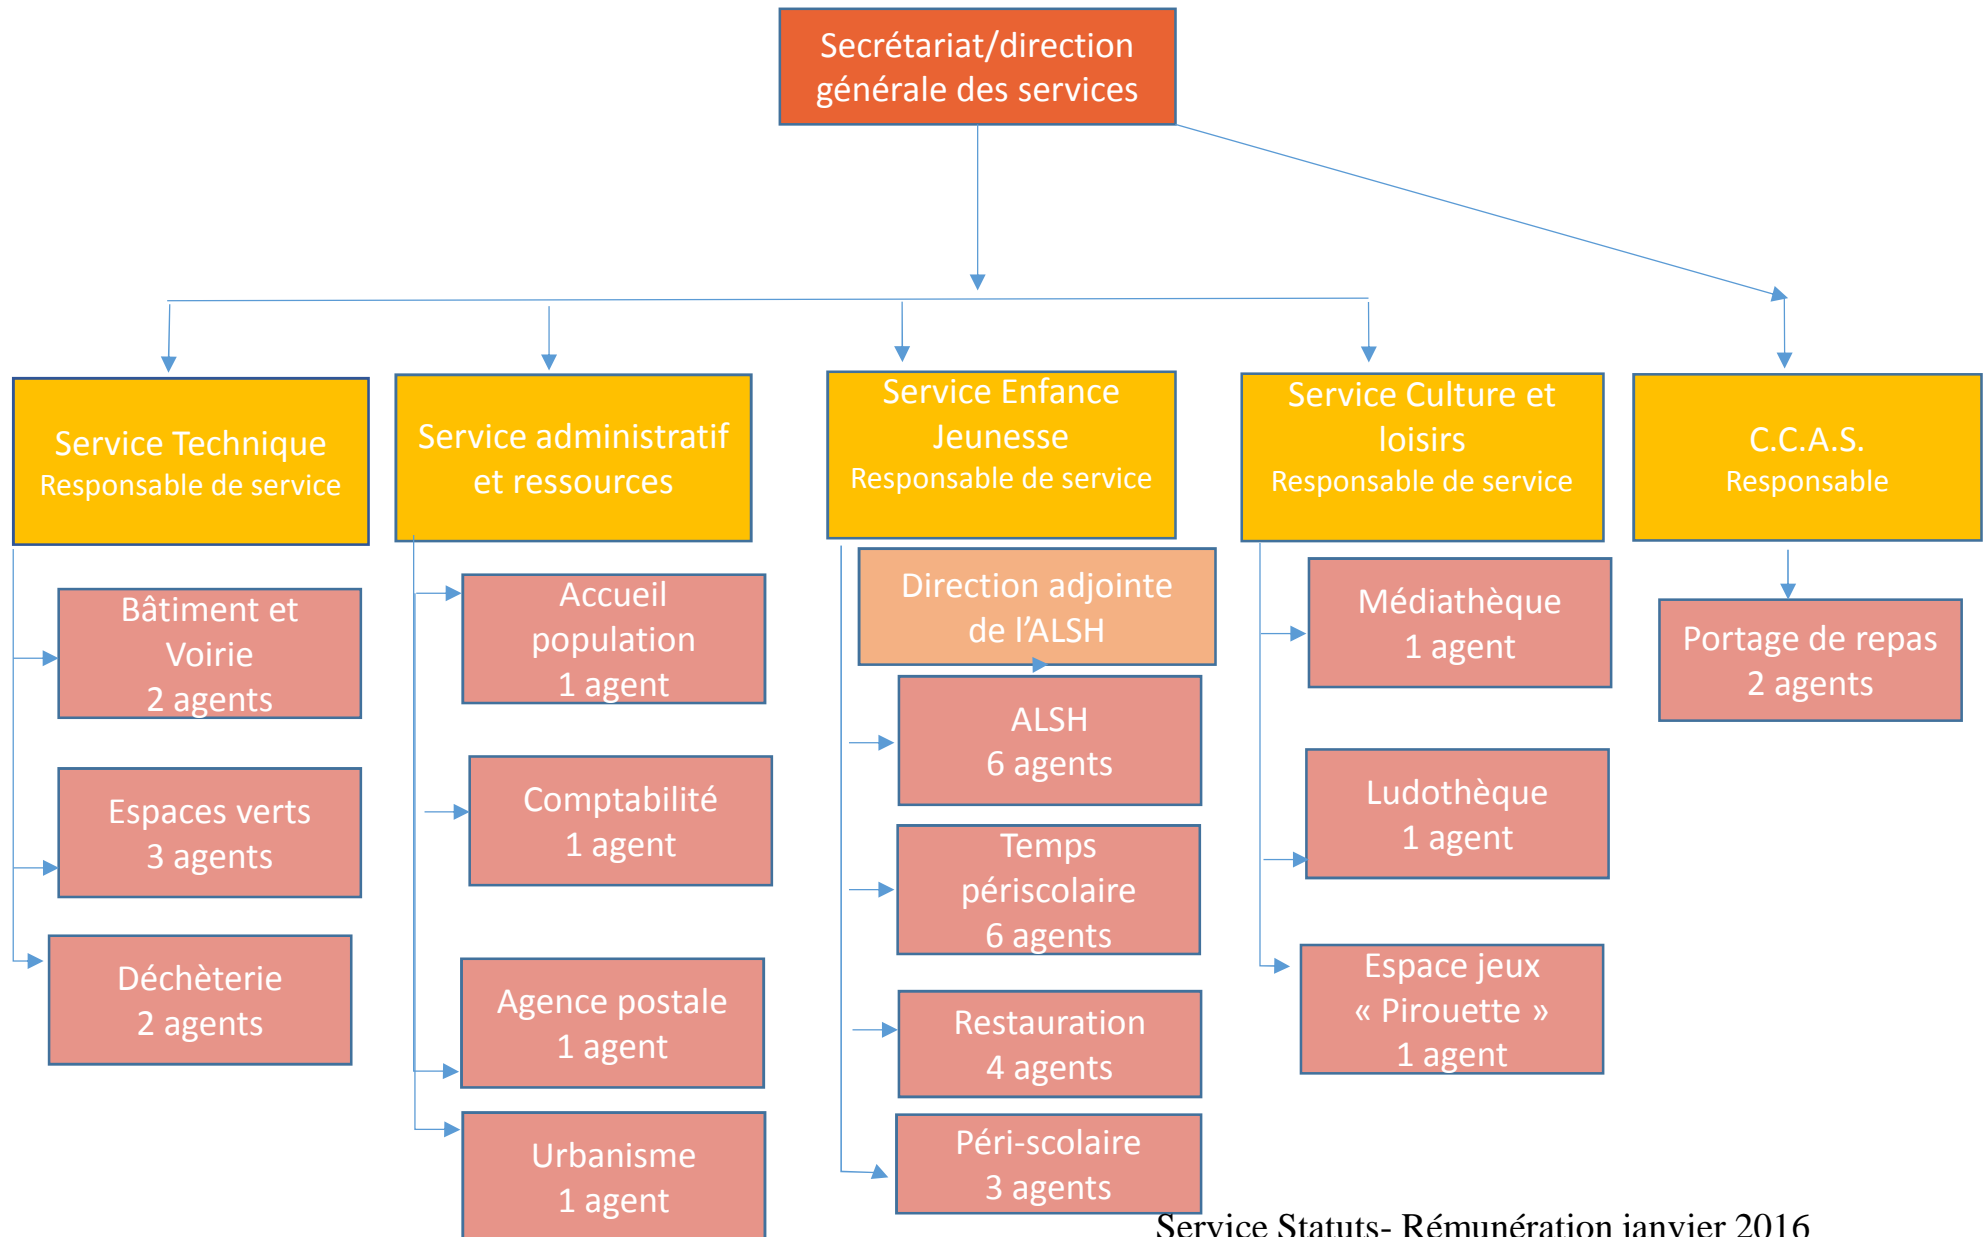 Secrétariat/direction
générale des services
Service Technique
Responsable de service
Bâtiment et
Voirie
2 agents
Espaces verts
3 agents
Déchèterie
2 agents
Service administratif
et ressources
Accueil
population
1 agent
Comptabilité
1 agent
Agence postale
1 agent
Urbanisme
1 agent
Service Enfance
Jeunesse
Responsable de service
Direction adjointe
de l’ALSH
ALSH
6 agents
Temps
périscolaire
6 agents
Restauration
4 agents
Péri-scolaire
3 agents
Service Culture et
loisirs
Responsable de service
Médiathèque
1 agent
Ludothèque
1 agent
Espace jeux
« Pirouette »
1 agent
C.C.A.S.
Responsable
Portage de repas
2 agents
Service Statuts- Rémunération janvier 2016